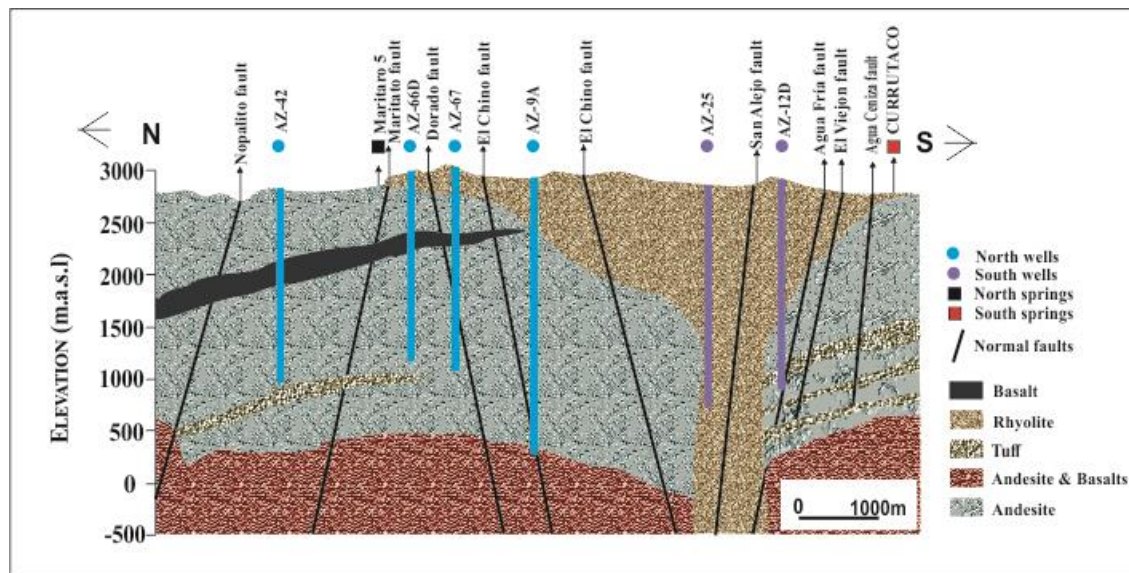 N
Nopalito fault
AZ-42
Maritaro 5
Maritato fault
AZ-66D
Dorado fault
AZ-67
El Chino fault
AZ-9A
El Chino fault
AZ-25
San Alejo fault
AZ-12D
Agua Fría fault
El Viejon fault
Agua Ceniza fault
CURRUTACO
S
ELEVATION (m.a.s.l)
3000
2500
2000
1500
1000
500
0
-500
North wells
South wells
North springs
South springs
Normal faults
Basalt
Rhyolite
Tuff
Andesite & Basalts
Andesite
0 1000m